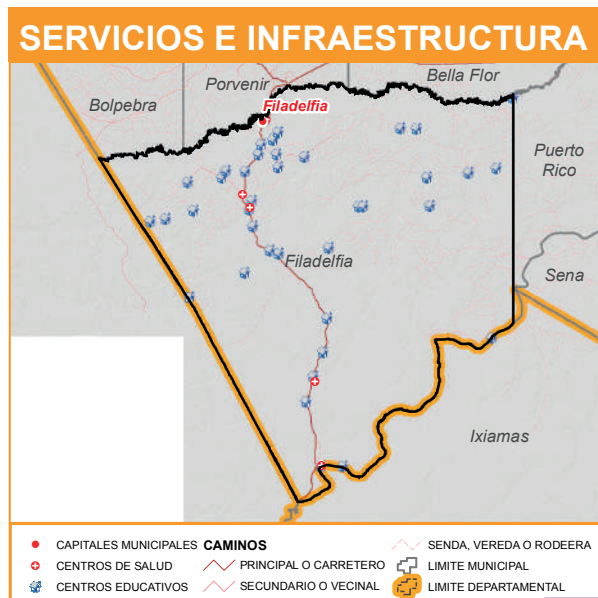 SERVICIOS E INFRAESTRUCTURA
Bella Flor
Porvenir
Bolpebra
Filadelfia
Puerto
Rico
Filadelfia
Sena
Ixiamas
CAPITALES MUNICIPALES
CENTROS DE SALUD
CENTROS EDUCATIVOS
CAMINOS
PRINCIPAL O CARRETERO
SECUNDARIO O VECINAL
SENDA, VEREDA O RODEERA
LIMITE MUNICIPAL
LIMITE DEPARTAMENTAL